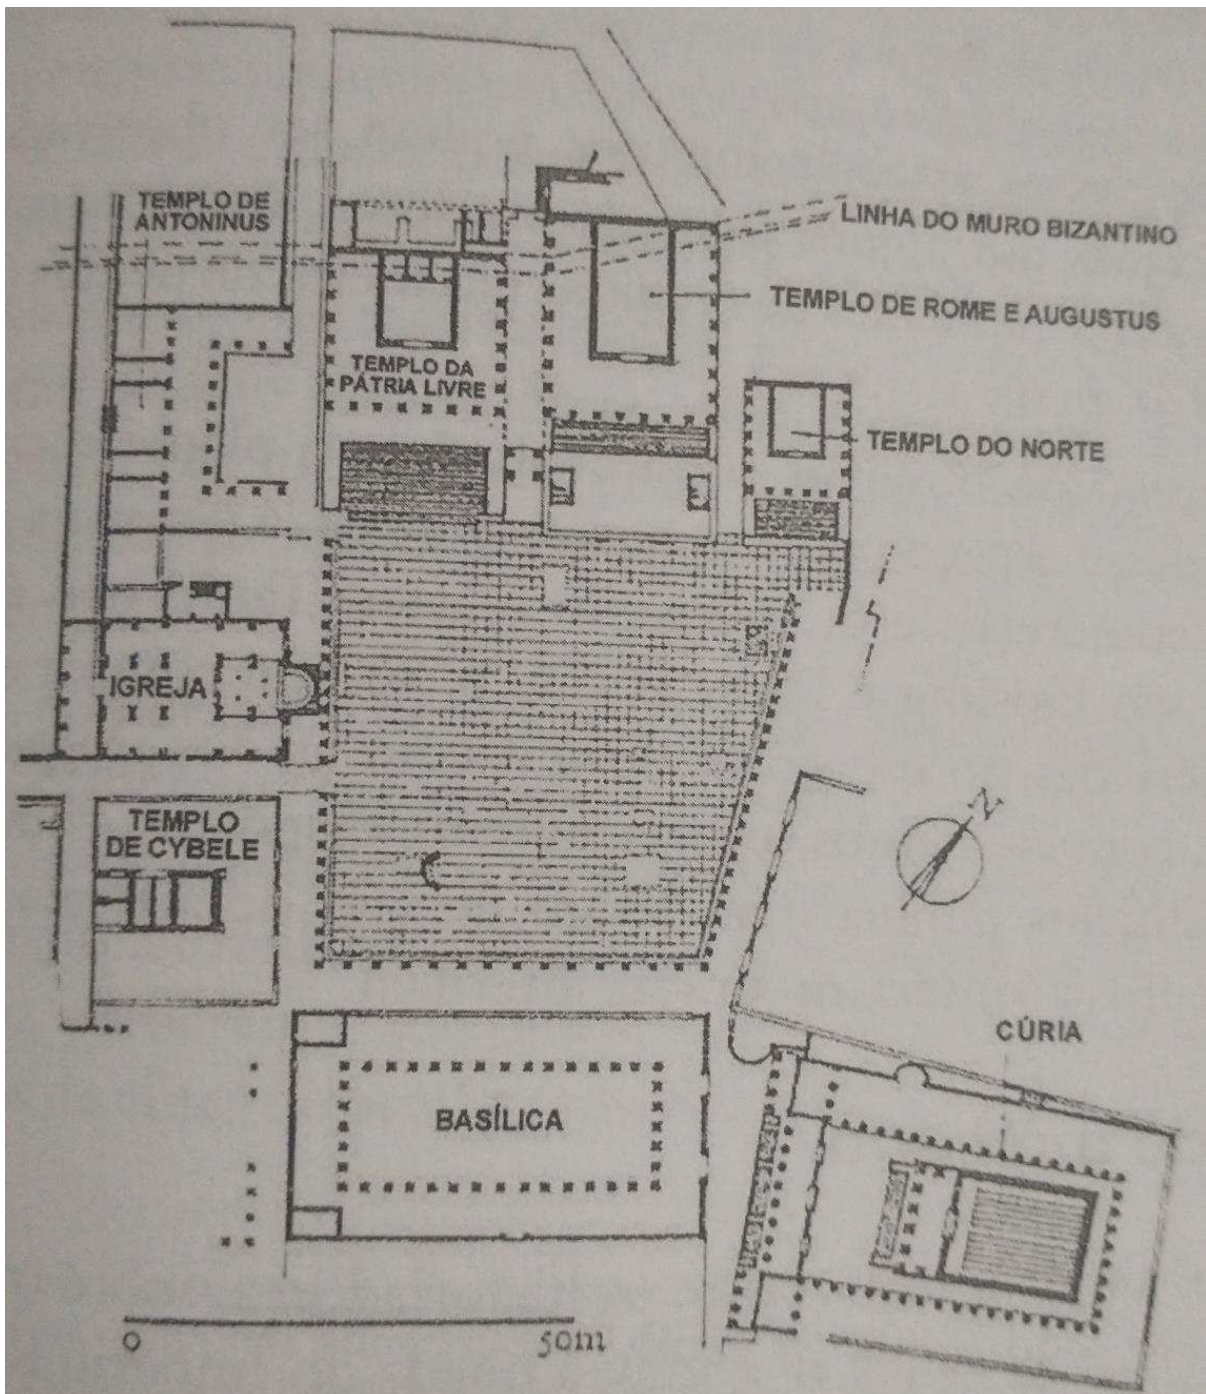 TEMPLO DE
ANTONINUS
LINHA DO MURO BIZANTINO
TEMPLO DE ROME E AUGUSTUS
TEMPLO DA
PÁTRIA LIVRE
TEMPLO DO NORTE
IGREJA
TEMPLO
DE CYBELE
N
CÚRIA
BASÍLICA
0 50m